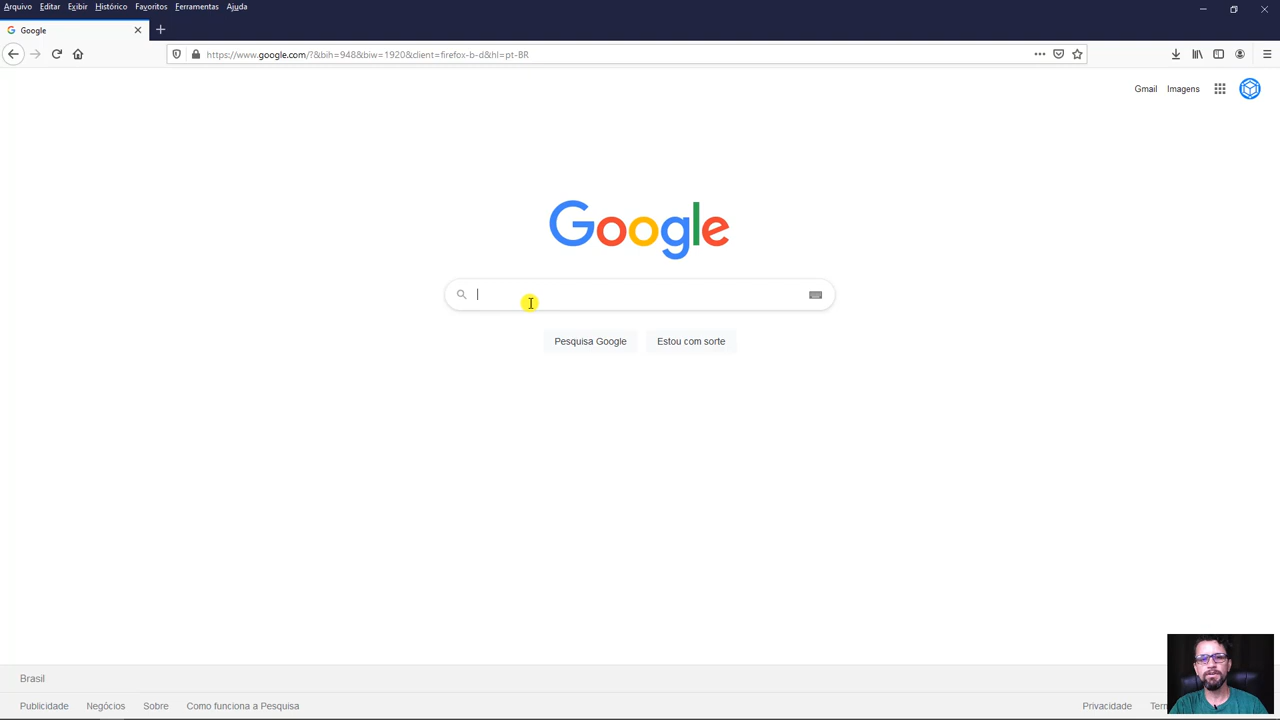 Arquivo Editar Exibir Histórico Favoritos Ferramentas Ajuda
Google
https://www.google.com/?&bih=948&biw=1920&client=firefox-b-d&hl=pt-BR
Gmail Imagens
Google
Pesquisa Google Estou com sorte
Brasil
Publicidade Negócios Sobre Como funciona a Pesquisa Privacidade